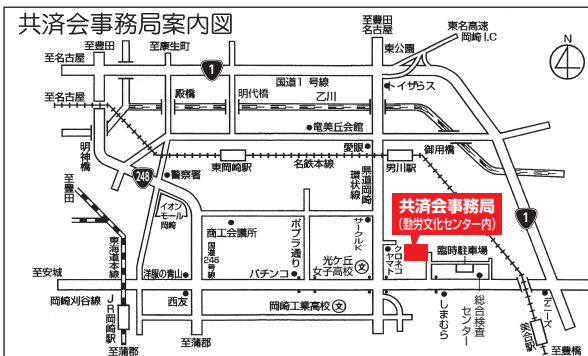 共済会事務局案内図
至豊田
至康生町
至豊田
名古屋
東名高速
岡崎I.C
N
至名古屋
1
国道1号線
東公園
トイザらス
至名古屋
殿橋
明代橋
乙川
竜美丘会館
明神橋
愛眼
御用橋
248
警察署
東岡崎駅
名鉄本線
男川駅
県道岡崎
環状線
至豊田
イオン
モール
岡崎
共済会事務局
(勤労文化センター内)
1
商工会議所
ポプラ通り
サークルK
東海道本線
国道248号線
光ケ丘
女子高校
文
クロネコ
ヤマト
臨時駐車場
至安城
洋服の青山
パチンコ
岡崎刈谷線
JR岡崎駅
西友
岡崎工業高校
文
しまむら
総合検査
センター
デニーズ
美合駅
至蒲郡
至蒲郡
至豊橋